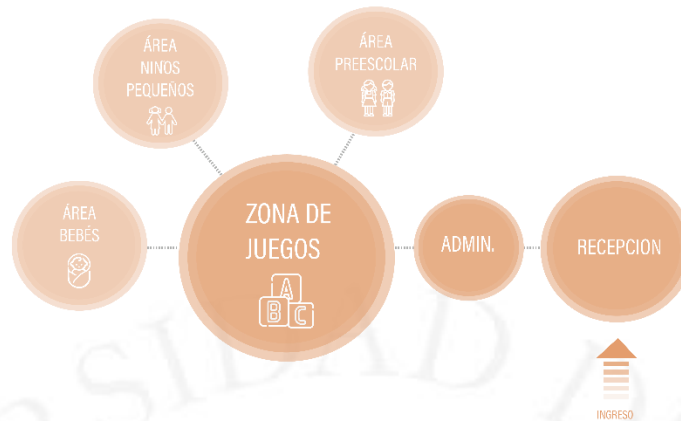 ÁREA
NINOS
PEQUEÑOS
ÁREA
PREESCOLAR
ÁREA
BEBÉS
ZONA DE
JUEGOS
A
B C
ADMIN.
RECEPCION
INGRESO